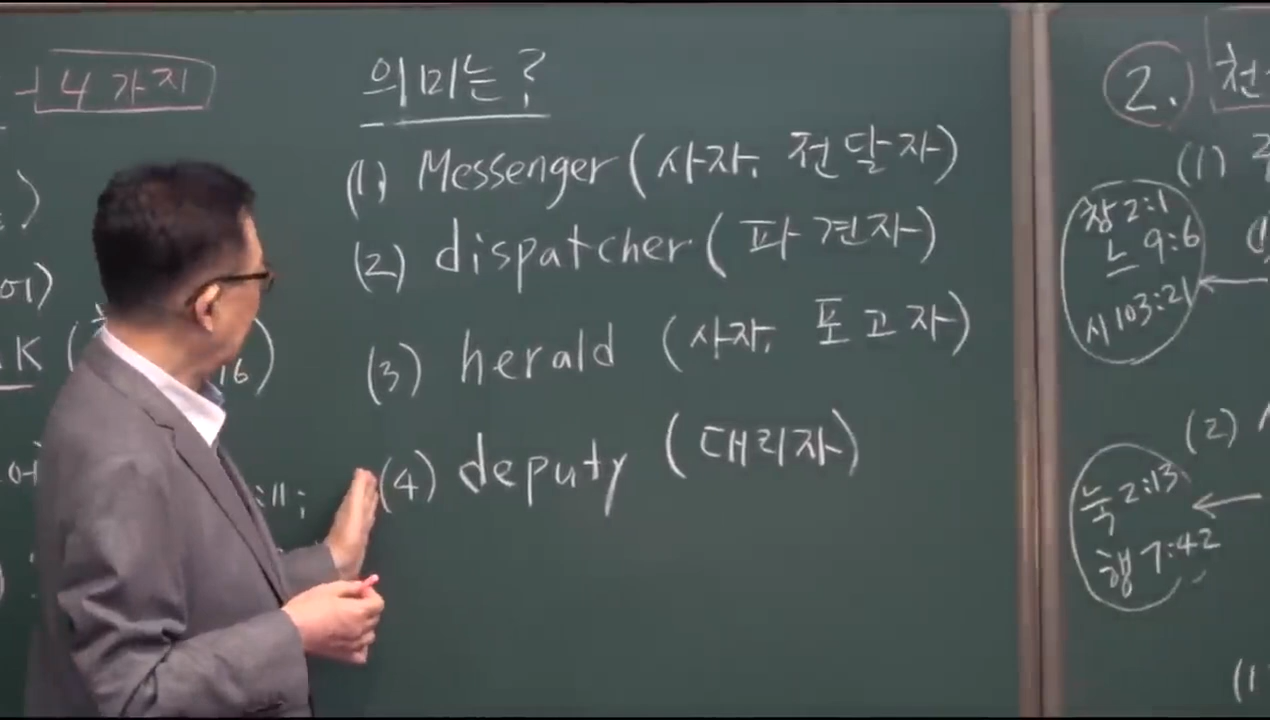 4가지
의미는?
(1) Messenger (사자, 전달자)
(2) dispatcher (파견자)
(3) herald (사자, 포고자)
(4) deputy (대리자)
K
16
2.
(1)
창 2:1
느 9:6
시 103:21
(2)
눅 2:13
행 7:42
(1